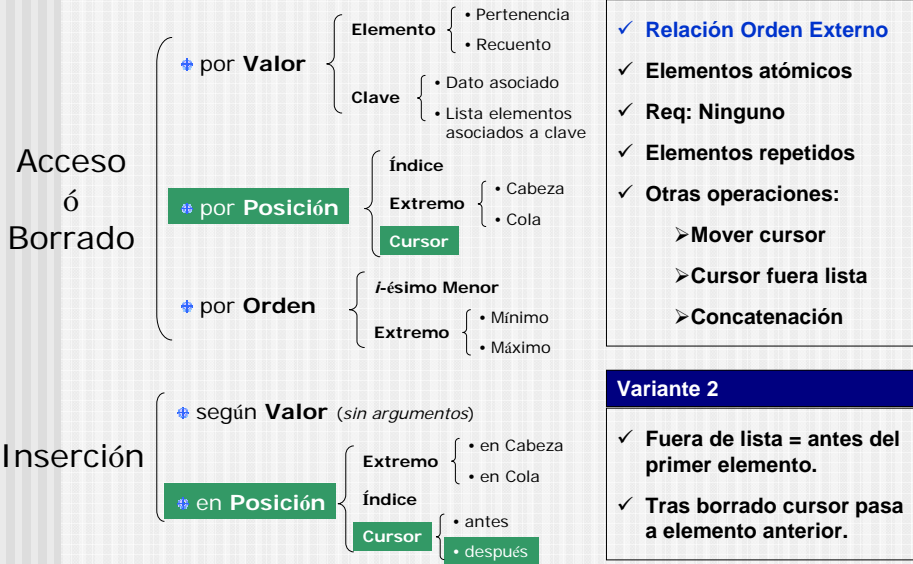 Acceso
ó
Borrado
por Valor
Elemento
• Pertenencia
• Recuento
Clave
• Dato asociado
• Lista elementos
asociados a clave
por Posición
Índice
Extremo
• Cabeza
• Cola
Cursor
por Orden
i-ésimo Menor
Extremo
• Mínimo
• Máximo
Inserción
según Valor (sin argumentos)
en Posición
Extremo
• en Cabeza
• en Cola
Índice
Cursor
• antes
• después
✓ Relación Orden Externo
✓ Elementos atómicos
✓ Req: Ninguno
✓ Elementos repetidos
✓ Otras operaciones:
➢Mover cursor
➢Cursor fuera lista
➢Concatenación
Variante 2
✓ Fuera de lista = antes del
primer elemento.
✓ Tras borrado cursor pasa
a elemento anterior.